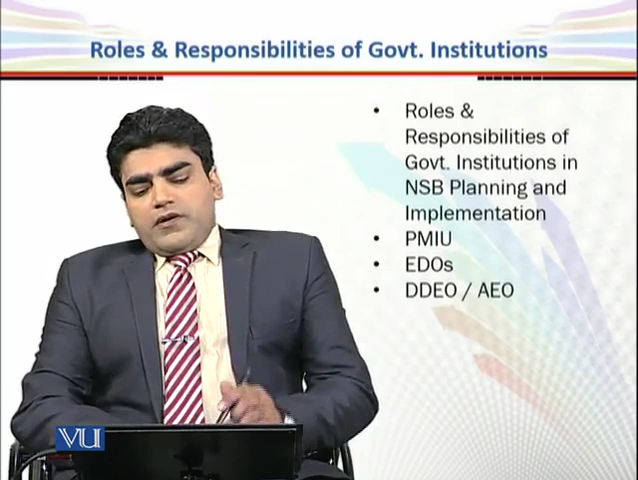 Roles & Responsibilities of Govt. Institutions
• Roles &
Responsibilities of
Govt. Institutions in
NSB Planning and
Implementation
• PMIU
• EDOs
• DDEO / AEO
VU